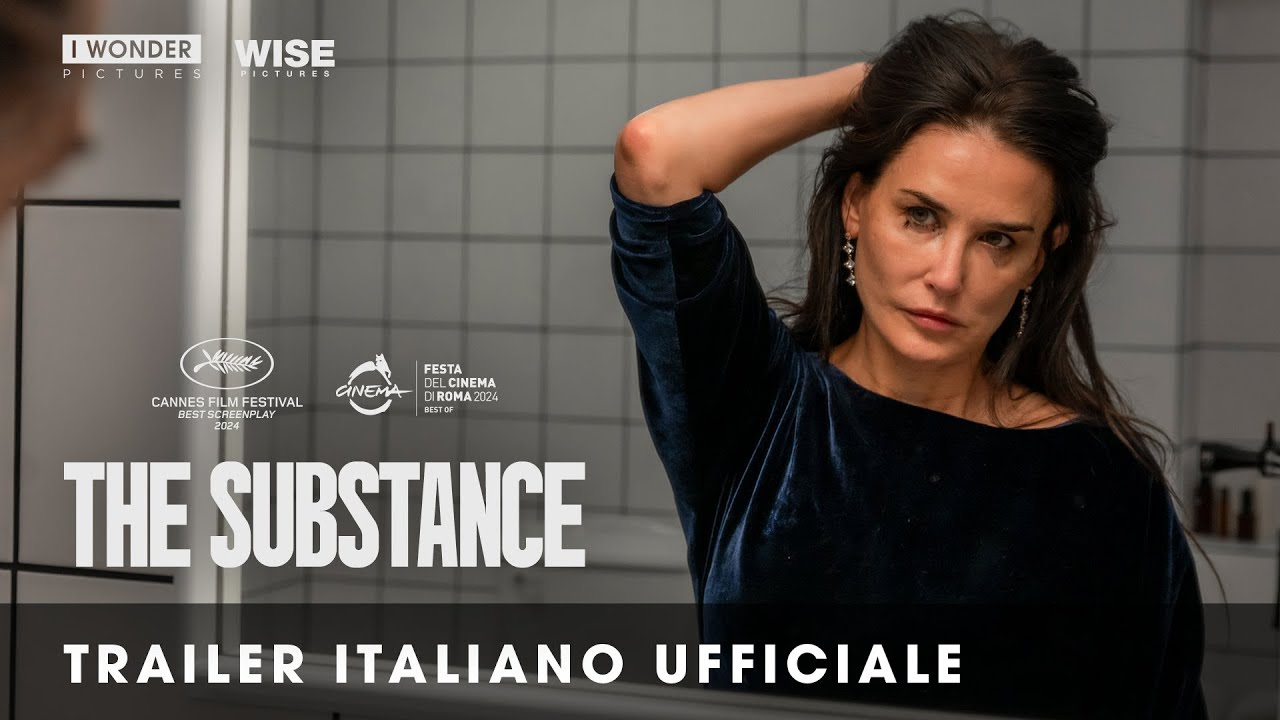 I WONDER
PICTURES
WISE
PICTURES
CANNES FILM FESTIVAL
BEST SCREENPLAY
2024
CINEMA
FESTA
DEL CINEMA
DI ROMA 2024
BEST OF
THE SUBSTANCE
TRAILER ITALIANO UFFICIALE